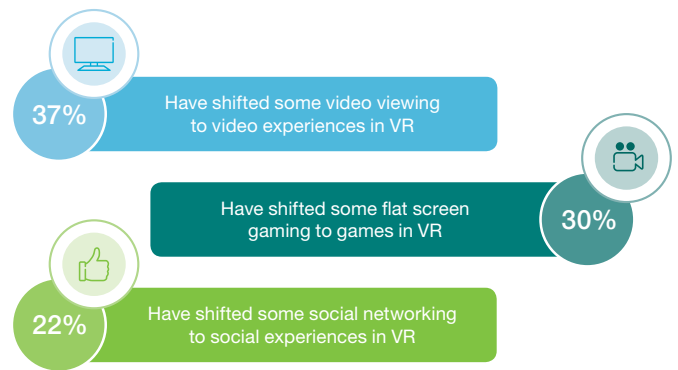 37%
Have shifted some video viewing
to video experiences in VR
Have shifted some flat screen
gaming to games in VR
30%
22%
Have shifted some social networking
to social experiences in VR